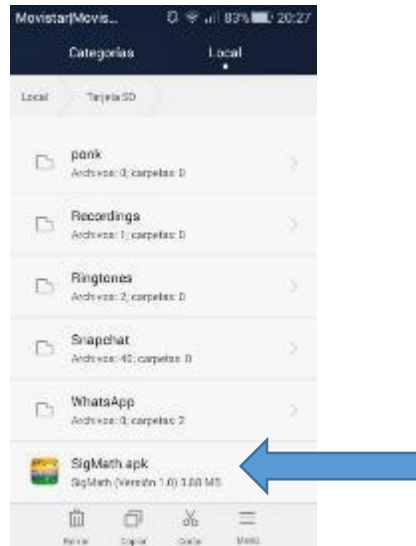 Movistar|Movis... 83% 20:27
Categorías Local
Local Tarjeta SD
ponk
Archivos: 0; carpetas: 0
Recordings
Archivos: 1; carpetas: 0
Ringtones
Archivos: 2; carpetas: 0
Snapchat
Archivos: 40; carpetas: 0
WhatsApp
Archivos: 0; carpetas: 2
SigMath.apk
SigMath (Versión 1.0) 3.88 MB
Borrar Copiar Cortar Menú